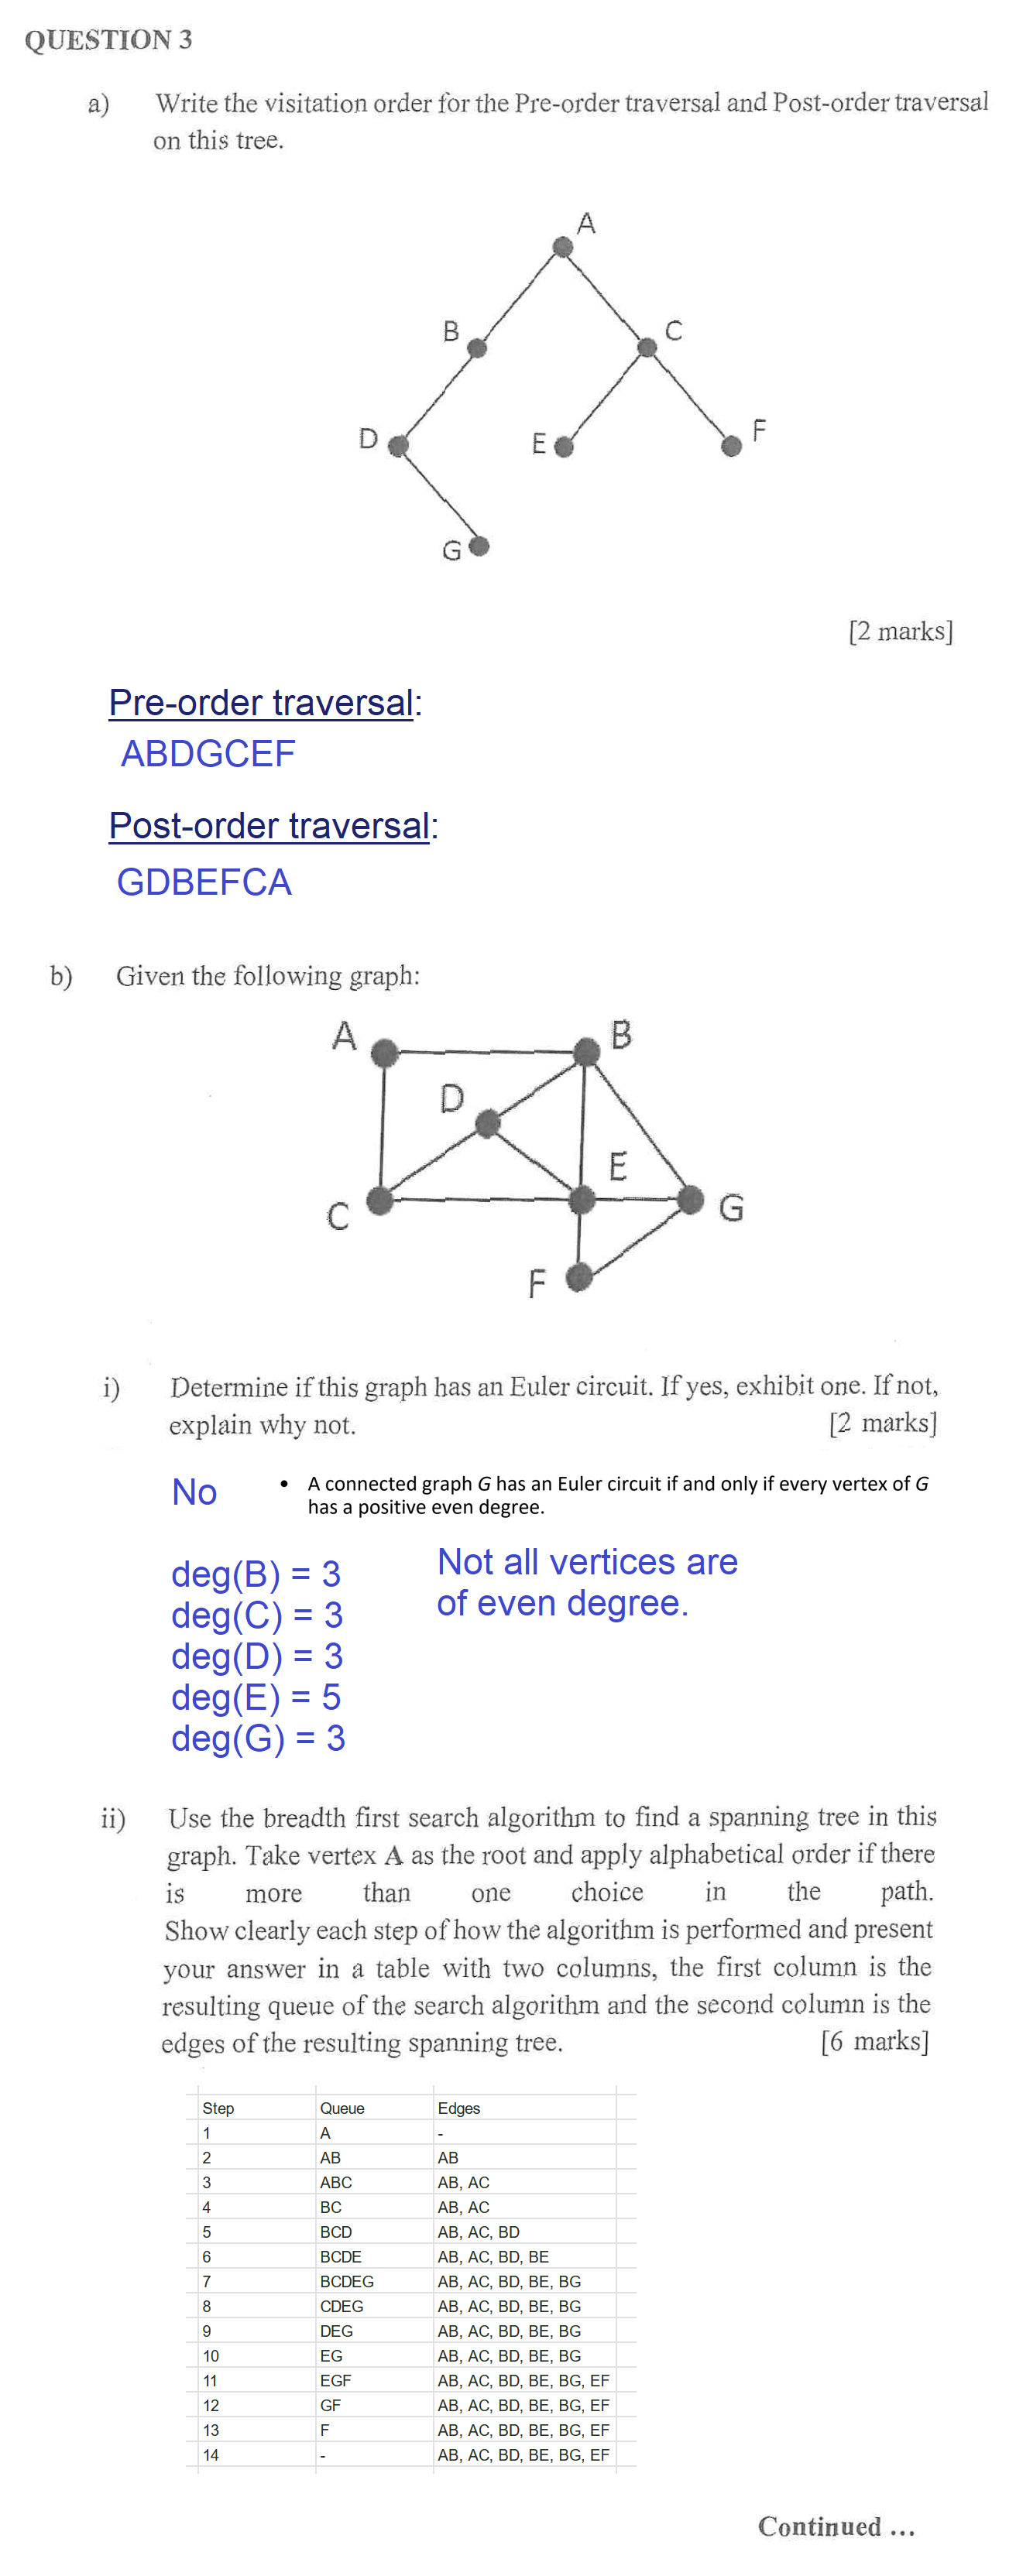 QUESTION 3
a) Write the visitation order for the Pre-order traversal and Post-order traversal
on this tree.
A
B
C
D
E
F
G
[2 marks]
Pre-order traversal:
ABDGCEF
Post-order traversal:
GDBEFCA
b) Given the following graph:
A
B
D
E
C
G
F
i) Determine if this graph has an Euler circuit. If yes, exhibit one. If not,
explain why not. [2 marks]
No
• A connected graph G has an Euler circuit if and only if every vertex of G
has a positive even degree.
deg(B) = 3
deg(C) = 3
deg(D) = 3
deg(E) = 5
deg(G) = 3
Not all vertices are
of even degree.
ii) Use the breadth first search algorithm to find a spanning tree in this
graph. Take vertex A as the root and apply alphabetical order if there
is more than one choice in the path.
Show clearly each step of how the algorithm is performed and present
your answer in a table with two columns, the first column is the
resulting queue of the search algorithm and the second column is the
edges of the resulting spanning tree. [6 marks]
Step Queue Edges
1 A -
2 AB AB
3 ABC AB, AC
4 BC AB, AC
5 BCD AB, AC, BD
6 BCDE AB, AC, BD, BE
7 BCDEG AB, AC, BD, BE, BG
8 CDEG AB, AC, BD, BE, BG
9 DEG AB, AC, BD, BE, BG
10 EG AB, AC, BD, BE, BG
11 EGF AB, AC, BD, BE, BG, EF
12 GF AB, AC, BD, BE, BG, EF
13 F AB, AC, BD, BE, BG, EF
14 - AB, AC, BD, BE, BG, EF
Continued ...